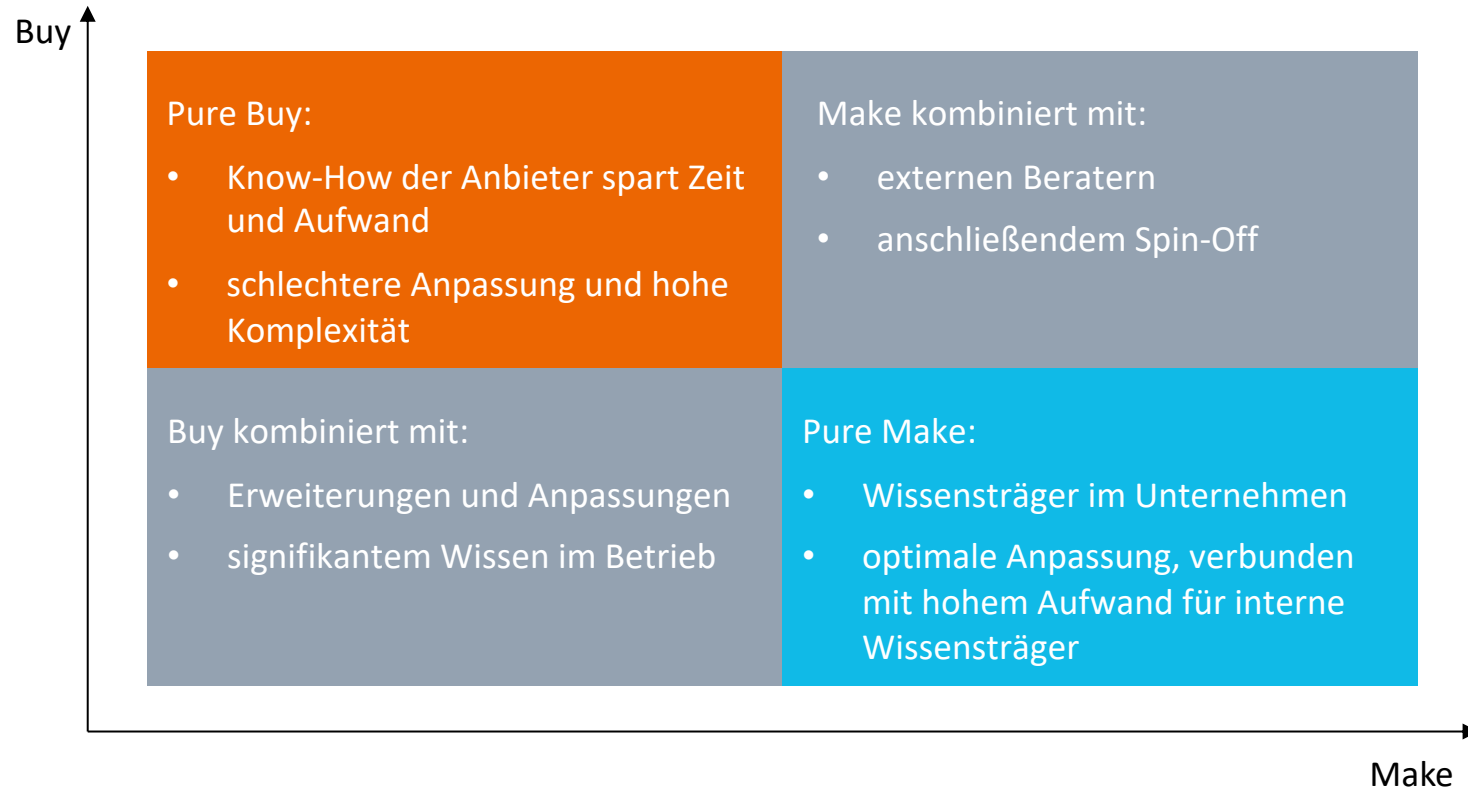 Buy
Pure Buy:
• Know-How der Anbieter spart Zeit
und Aufwand
• schlechtere Anpassung und hohe
Komplexität
Make kombiniert mit:
• externen Beratern
• anschließendem Spin-Off
Buy kombiniert mit:
• Erweiterungen und Anpassungen
• signifikantem Wissen im Betrieb
Pure Make:
• Wissensträger im Unternehmen
• optimale Anpassung, verbunden
mit hohem Aufwand für interne
Wissensträger
Make